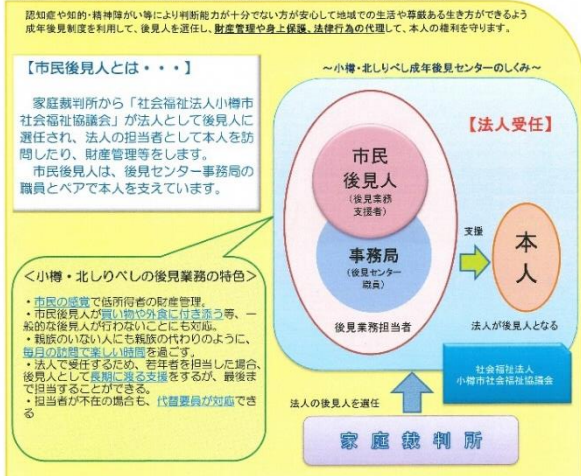 認知症や知的・精神障がい等により判断能力が十分でない方が安心して地域での生活や尊厳ある生き方ができるよう
成年後見制度を利用して、後見人を選任し、財産管理や身上保護、法律行為の代理して、本人の権利を守ります。
【市民後見人とは・・・】
家庭裁判所から「社会福祉法人小樽市
社会福祉協議会」が法人として後見人に
選任され、法人の担当者として本人を訪
問したり、財産管理等をします。
市民後見人は、後見センター事務局の
職員とペアで本人を支えています。
～小樽・北しりべし成年後見センターのしくみ～
【法人受任】
市民
後見人
(後見業務
支援者)
事務局
(後見センター
職員)
後見業務担当者
支援
本
人
法人が後見人となる
＜小樽・北しりべしの後見業務の特色＞
・市民の感覚で低所得者の財産管理。
・市民後見人が買い物や外食に付き添う等、一
般的な後見人が行わないことにも対応。
・親族のいない人にも親族の代わりのように、
毎月の訪問で楽しい時間を過ごす。
・法人で受任するため、若年者を担当した場合、
後見人として長期に渡る支援をするが、最後ま
で担当することができる。
・担当者が不在の場合も、代替要員が対応でき
る
社会福祉法人
小樽市社会福祉協議会
法人の後見人を選任
家庭裁判所